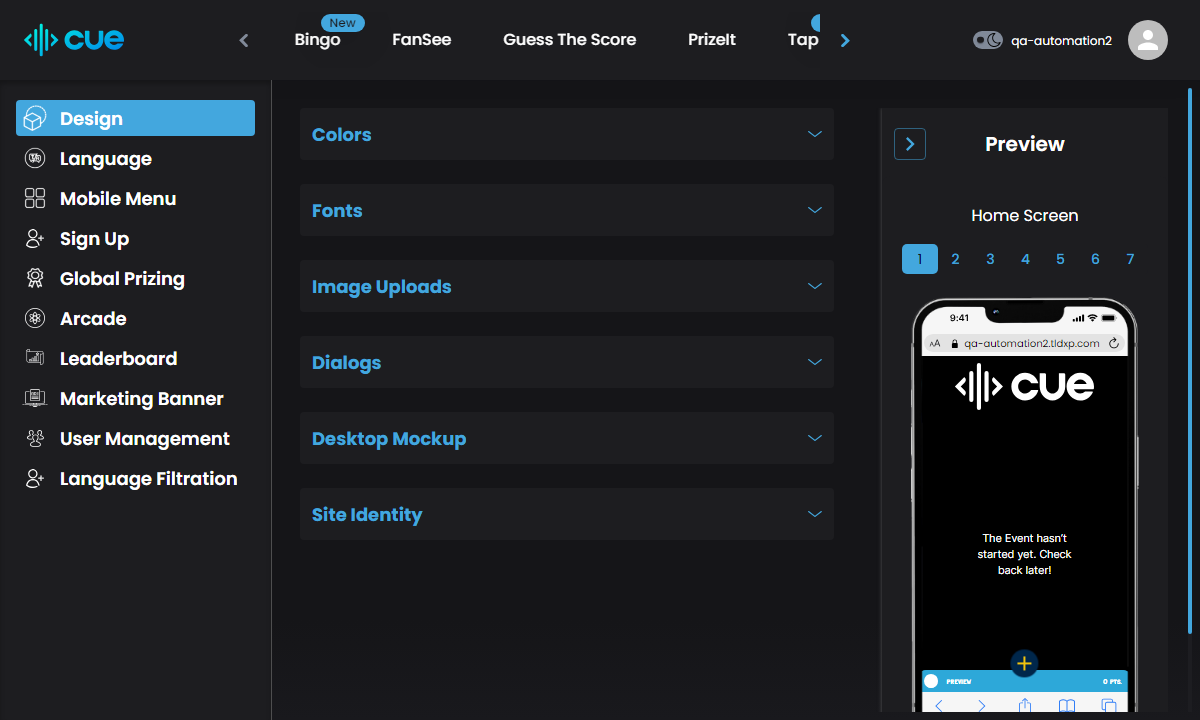 cue
New
Bingo
FanSee
Guess The Score
PrizeIt
Tap
qa-automation2
Design
Language
Mobile Menu
Sign Up
Global Prizing
Arcade
Leaderboard
Marketing Banner
User Management
Language Filtration
Colors
Fonts
Image Uploads
Dialogs
Desktop Mockup
Site Identity
Preview
Home Screen
1 2 3 4 5 6 7
9:41
AA qa-automation2.tldxp.com
cue
The Event hasn't
started yet. Check
back later!
PREVIEW 0 PTS.